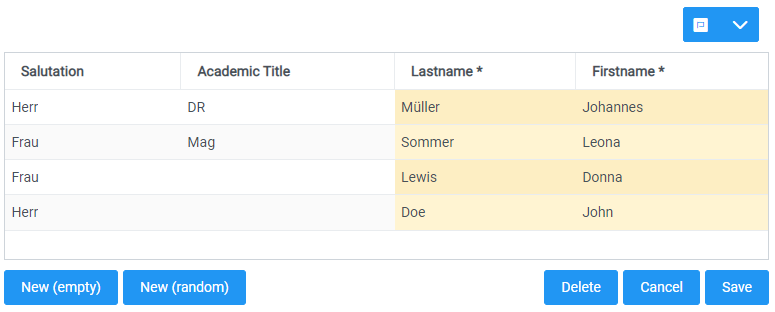 Salutation Academic Title Lastname * Firstname *
Herr DR Müller Johannes
Frau Mag Sommer Leona
Frau Lewis Donna
Herr Doe John
New (empty) New (random) Delete Cancel Save